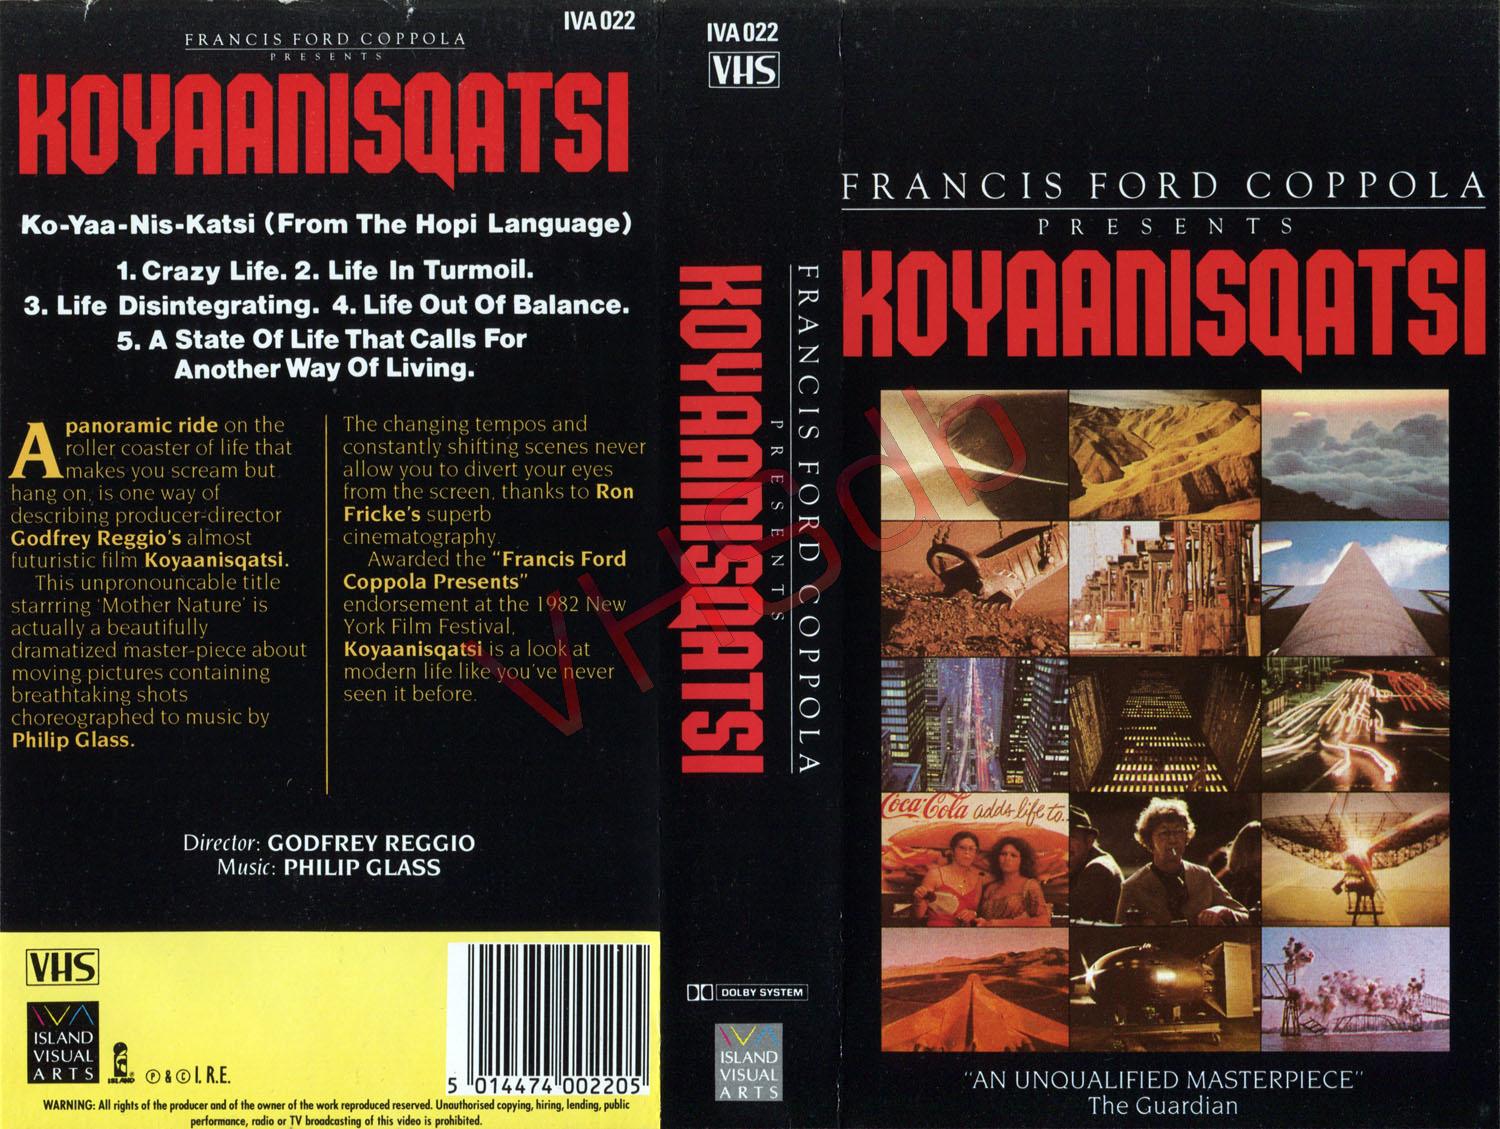 IVA 022
FRANCIS FORD COPPOLA
PRESENTS
KOYAANISQATSI
Ko-Yaa-Nis-Katsi (From The Hopi Language)
1. Crazy Life. 2. Life In Turmoil.
3. Life Disintegrating. 4. Life Out Of Balance.
5. A State Of Life That Calls For
Another Way Of Living.
A panoramic ride on the
roller coaster of life that
makes you scream but
hang on, is one way of
describing producer-director
Godfrey Reggio's almost
futuristic film Koyaanisqatsi.
This unpronouncable title
starrring 'Mother Nature' is
actually a beautifully
dramatized master-piece about
moving pictures containing
breathtaking shots
choreographed to music by
Philip Glass.
The changing tempos and
constantly shifting scenes never
allow you to divert your eyes
from the screen, thanks to Ron
Fricke's superb
cinematography.
Awarded the "Francis Ford
Coppola Presents"
endorsement at the 1982 New
York Film Festival,
Koyaanisqatsi is a look at
modern life like you've never
seen it before.
Director: GODFREY REGGIO
Music: PHILIP GLASS
VHS
IVA
ISLAND
VISUAL
ARTS
ISLAND
℗ & © I.R.E.
5 014474 002205
WARNING: All rights of the producer and of the owner of the work reproduced reserved. Unauthorised copying, hiring, lending, public
performance, radio or TV broadcasting of this video is prohibited.
IVA 022
VHS
FRANCIS FORD COPPOLA
PRESENTS
KOYAANISQATSI
DOLBY SYSTEM
IVA
ISLAND
VISUAL
ARTS
FRANCIS FORD COPPOLA
PRESENTS
KOYAANISQATSI
Coca-Cola adds life to..
"AN UNQUALIFIED MASTERPIECE"
The Guardian
VHSdb